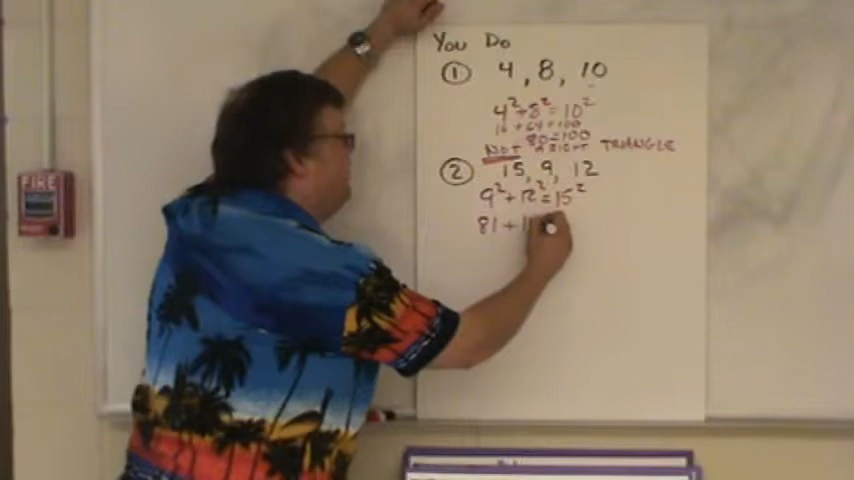 You Do
① 4, 8, 10
4² + 8² = 10²
16 + 64 = 100
80 = 100
NOT A RIGHT TRIANGLE
② 15, 9, 12
9² + 12² = 15²
81 + 1
FIRE